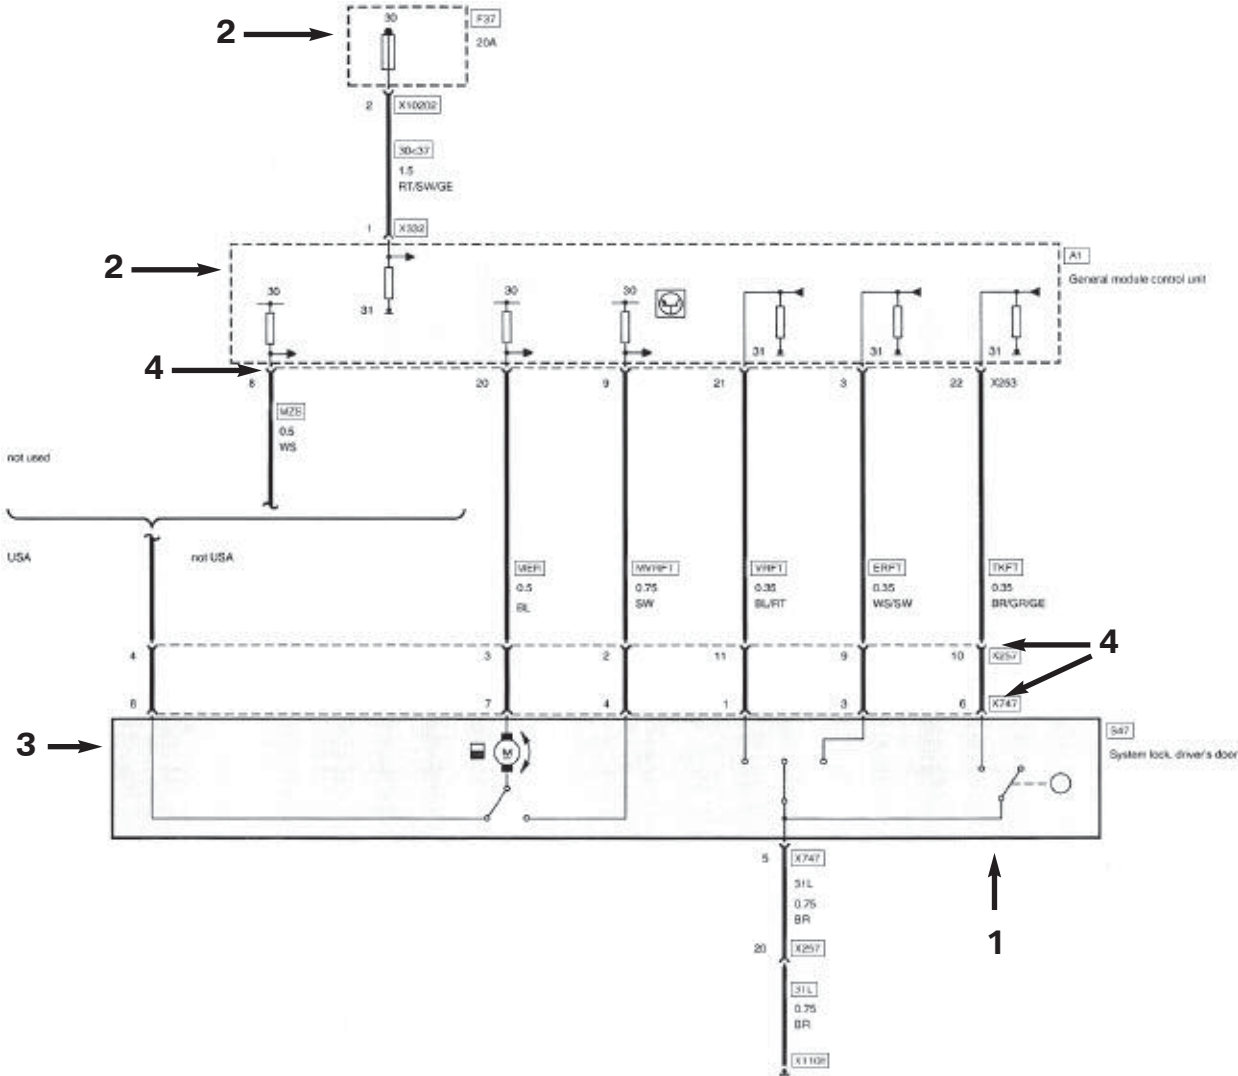 30 F37
2
20A
2 X10202
30<37
1.5
RT/SW/GE
1 X332
2
A1
General module control unit
30 30 30
31 31 31 31
4
8 20 9 21 3 22 X253
MZS
0.5
WS
not used
USA not USA
MER MVRFT VRFT ERFT TKFT
0.5 0.75 0.35 0.35 0.35
BL SW BL/RT WS/SW BR/GR/GE
4
4 3 2 11 9 10 X257
8 7 4 1 3 6 X747
3
M
S47
System lock, driver's door
5 X747
31L
0.75
BR
1
20 X257
31L
0.75
BR